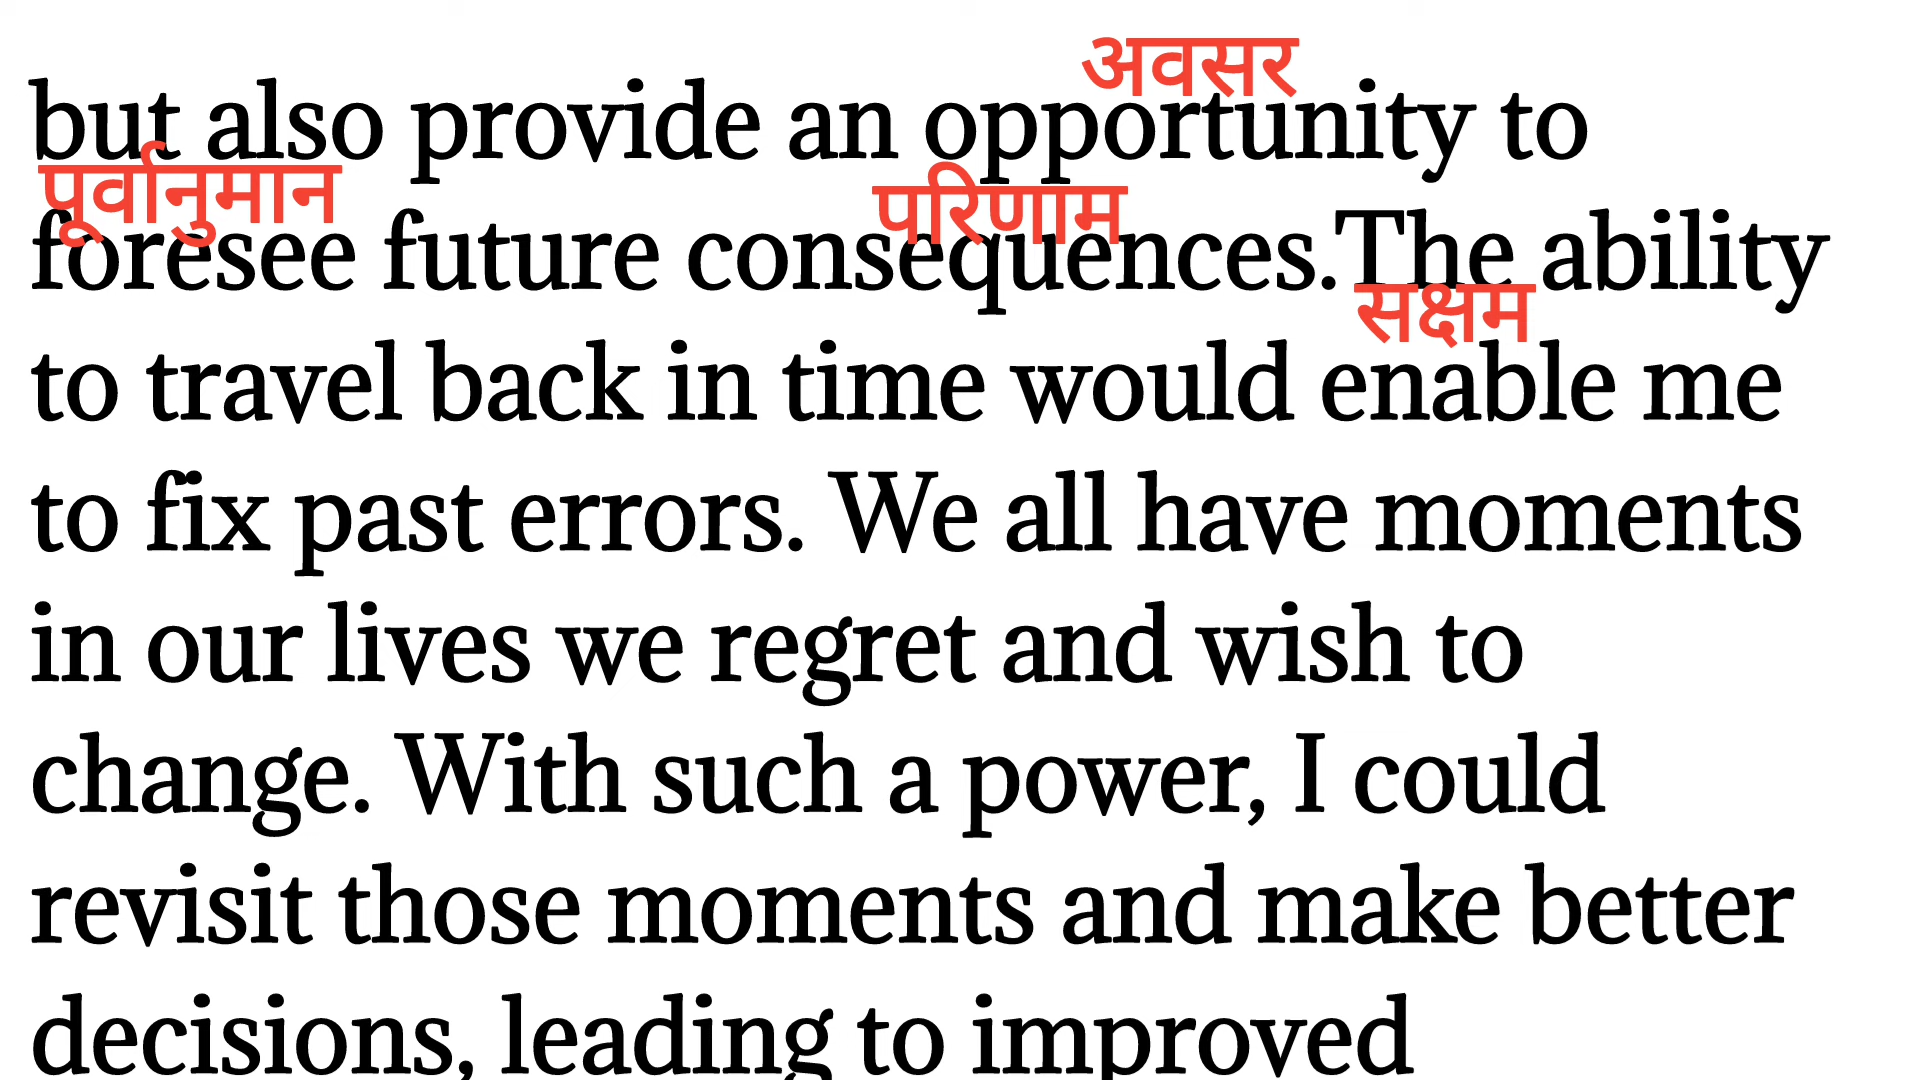 अवसर
but also provide an opportunity to
पूर्वानुमान परिणाम
foresee future consequences.The ability
सक्षम
to travel back in time would enable me
to fix past errors. We all have moments
in our lives we regret and wish to
change. With such a power, I could
revisit those moments and make better
decisions, leading to improved